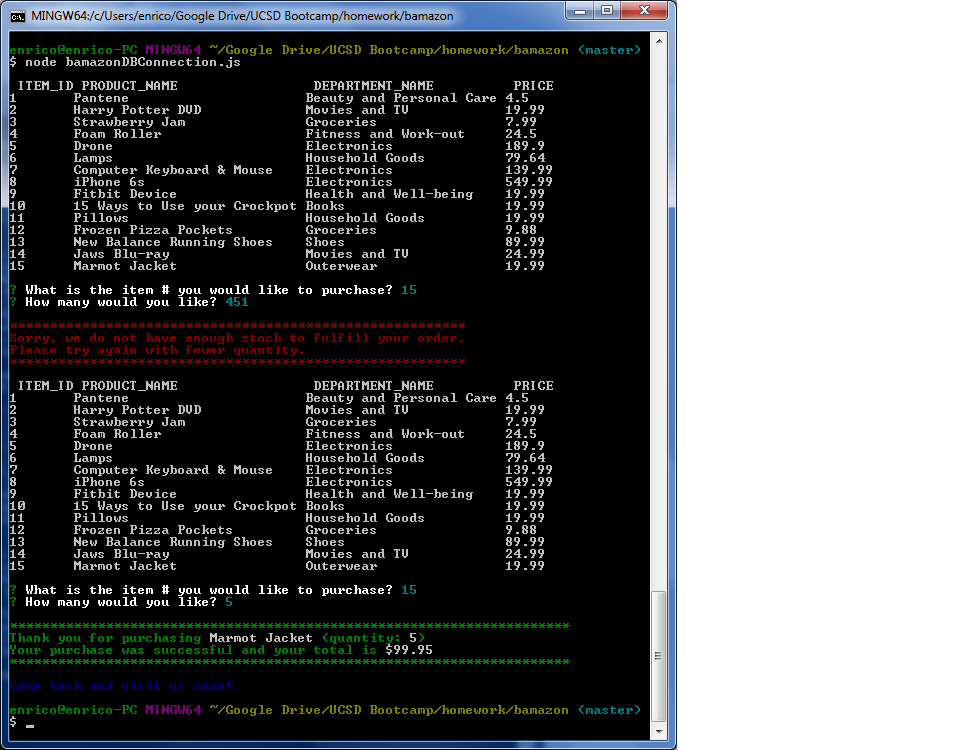 MINGW64:/c/Users/enrico/Google Drive/UCSD Bootcamp/homework/bamazon
enrico@enrico-PC MINGW64 ~/Google Drive/UCSD Bootcamp/homework/bamazon (master)
$ node bamazonDBConnection.js
ITEM_ID PRODUCT_NAME DEPARTMENT_NAME PRICE
1 Pantene Beauty and Personal Care 4.5
2 Harry Potter DVD Movies and TV 19.99
3 Strawberry Jam Groceries 7.99
4 Foam Roller Fitness and Work-out 24.5
5 Drone Electronics 189.9
6 Lamps Household Goods 79.64
7 Computer Keyboard & Mouse Electronics 139.99
8 iPhone 6s Electronics 549.99
9 Fitbit Device Health and Well-being 19.99
10 15 Ways to Use your Crockpot Books 19.99
11 Pillows Household Goods 19.99
12 Frozen Pizza Pockets Groceries 9.88
13 New Balance Running Shoes Shoes 89.99
14 Jaws Blu-ray Movies and TV 24.99
15 Marmot Jacket Outerwear 19.99
? What is the item # you would like to purchase? 15
? How many would you like? 451
*********************************************************
Sorry, we do not have enough stock to fulfill your order.
Please try again with fewer quantity.
*********************************************************
ITEM_ID PRODUCT_NAME DEPARTMENT_NAME PRICE
1 Pantene Beauty and Personal Care 4.5
2 Harry Potter DVD Movies and TV 19.99
3 Strawberry Jam Groceries 7.99
4 Foam Roller Fitness and Work-out 24.5
5 Drone Electronics 189.9
6 Lamps Household Goods 79.64
7 Computer Keyboard & Mouse Electronics 139.99
8 iPhone 6s Electronics 549.99
9 Fitbit Device Health and Well-being 19.99
10 15 Ways to Use your Crockpot Books 19.99
11 Pillows Household Goods 19.99
12 Frozen Pizza Pockets Groceries 9.88
13 New Balance Running Shoes Shoes 89.99
14 Jaws Blu-ray Movies and TV 24.99
15 Marmot Jacket Outerwear 19.99
? What is the item # you would like to purchase? 15
? How many would you like? 5
**********************************************************************
Thank you for purchasing Marmot Jacket (quantity: 5)
Your purchase was successful and your total is $99.95
**********************************************************************
Come back and visit us soon!
enrico@enrico-PC MINGW64 ~/Google Drive/UCSD Bootcamp/homework/bamazon (master)
$ _